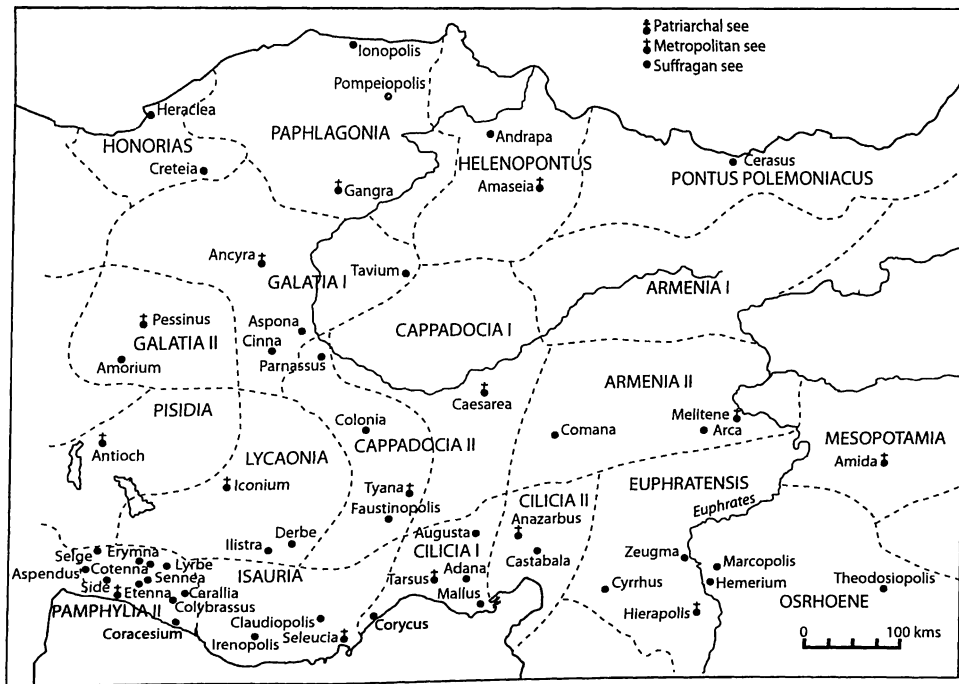 Patriarchal see
Metropolitan see
Suffragan see
Ionopolis
Pompeiopolis
Heraclea
HONORIAS
PAPHLAGONIA
Andrapa
HELENOPONTUS
Cerasus
PONTUS POLEMONIACUS
Creteia
Gangra
Amaseia
Ancyra
GALATIA I
Tavium
ARMENIA I
Pessinus
GALATIA II
Aspona
Cinna
CAPPADOCIA I
Amorium
Parnassus
ARMENIA II
PISIDIA
Caesarea
Melitene
Arca
Colonia
CAPPADOCIA II
Comana
MESOPOTAMIA
Antioch
LYCAONIA
Amida
Iconium
Tyana
CILICIA II
EUPHRATENSIS
Faustinopolis
Anazarbus
Euphrates
Derbe
Augusta
Ilistra
CILICIA I
Castabala
Zeugma
Selge
Erymna
Lyrbe
Aspendus
Cotenna
Sennea
ISAURIA
Tarsus
Adana
Marcopolis
Side
Etenna
Carallia
Mallus
Cyrrhus
Hemerium
Theodosiopolis
PAMPHYLIA II
Colybrassus
OSRHOENE
Coracesium
Claudiopolis
Corycus
Hierapolis
Irenopolis
Seleucia
0 100 kms